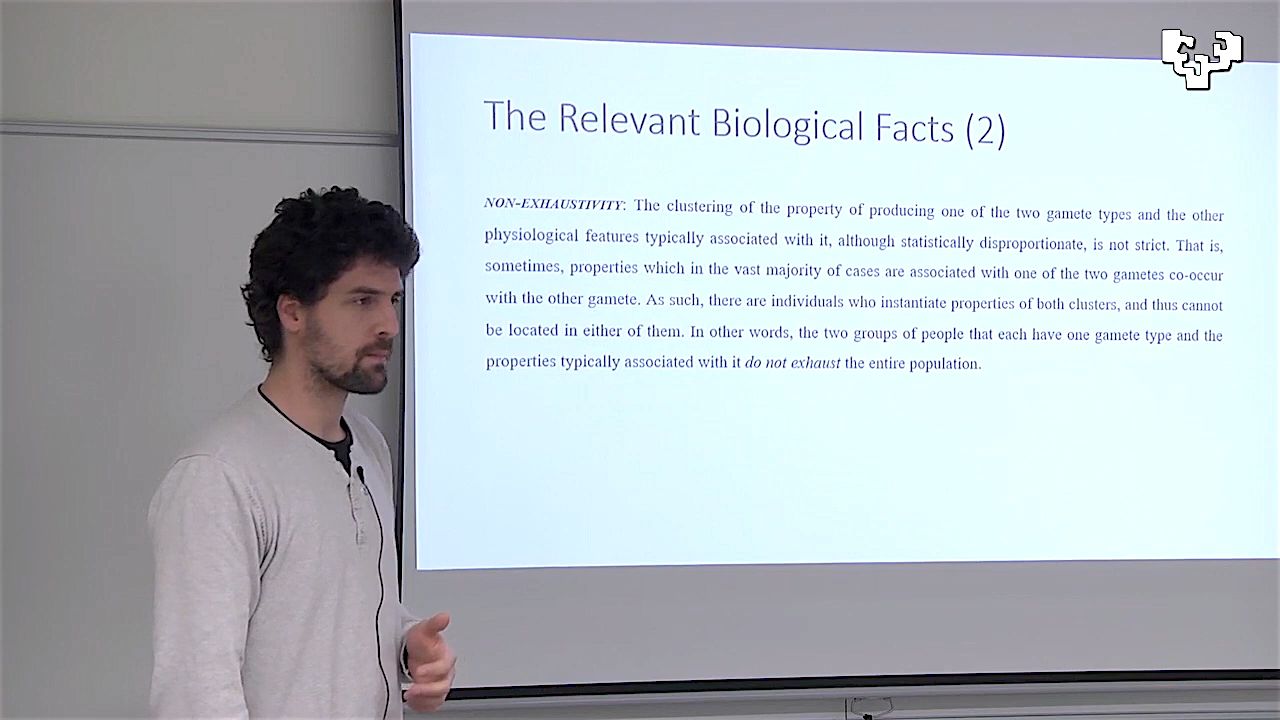 The Relevant Biological Facts (2)
NON-EXHAUSTIVITY: The clustering of the property of producing one of the two gamete types and the other
physiological features typically associated with it, although statistically disproportionate, is not strict. That is,
sometimes, properties which in the vast majority of cases are associated with one of the two gametes co-occur
with the other gamete. As such, there are individuals who instantiate properties of both clusters, and thus cannot
be located in either of them. In other words, the two groups of people that each have one gamete type and the
properties typically associated with it do not exhaust the entire population.